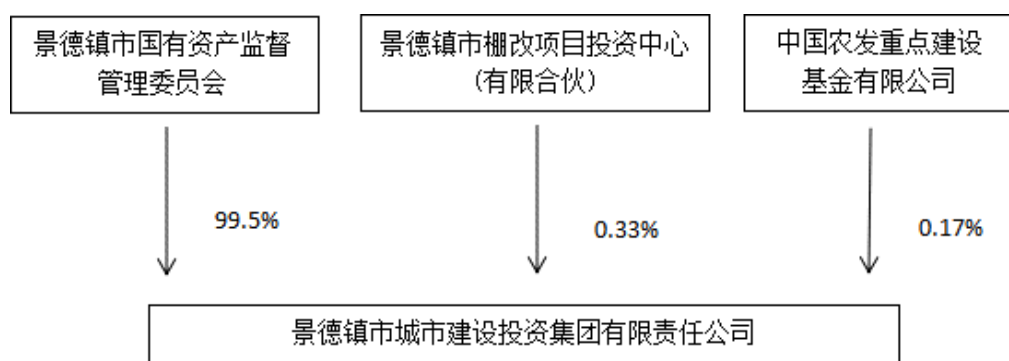 景德镇市国有资产监督
管理委员会
景德镇市棚改项目投资中心
(有限合伙)
中国农发重点建设
基金有限公司
99.5%
0.33%
0.17%
景德镇市城市建设投资集团有限责任公司